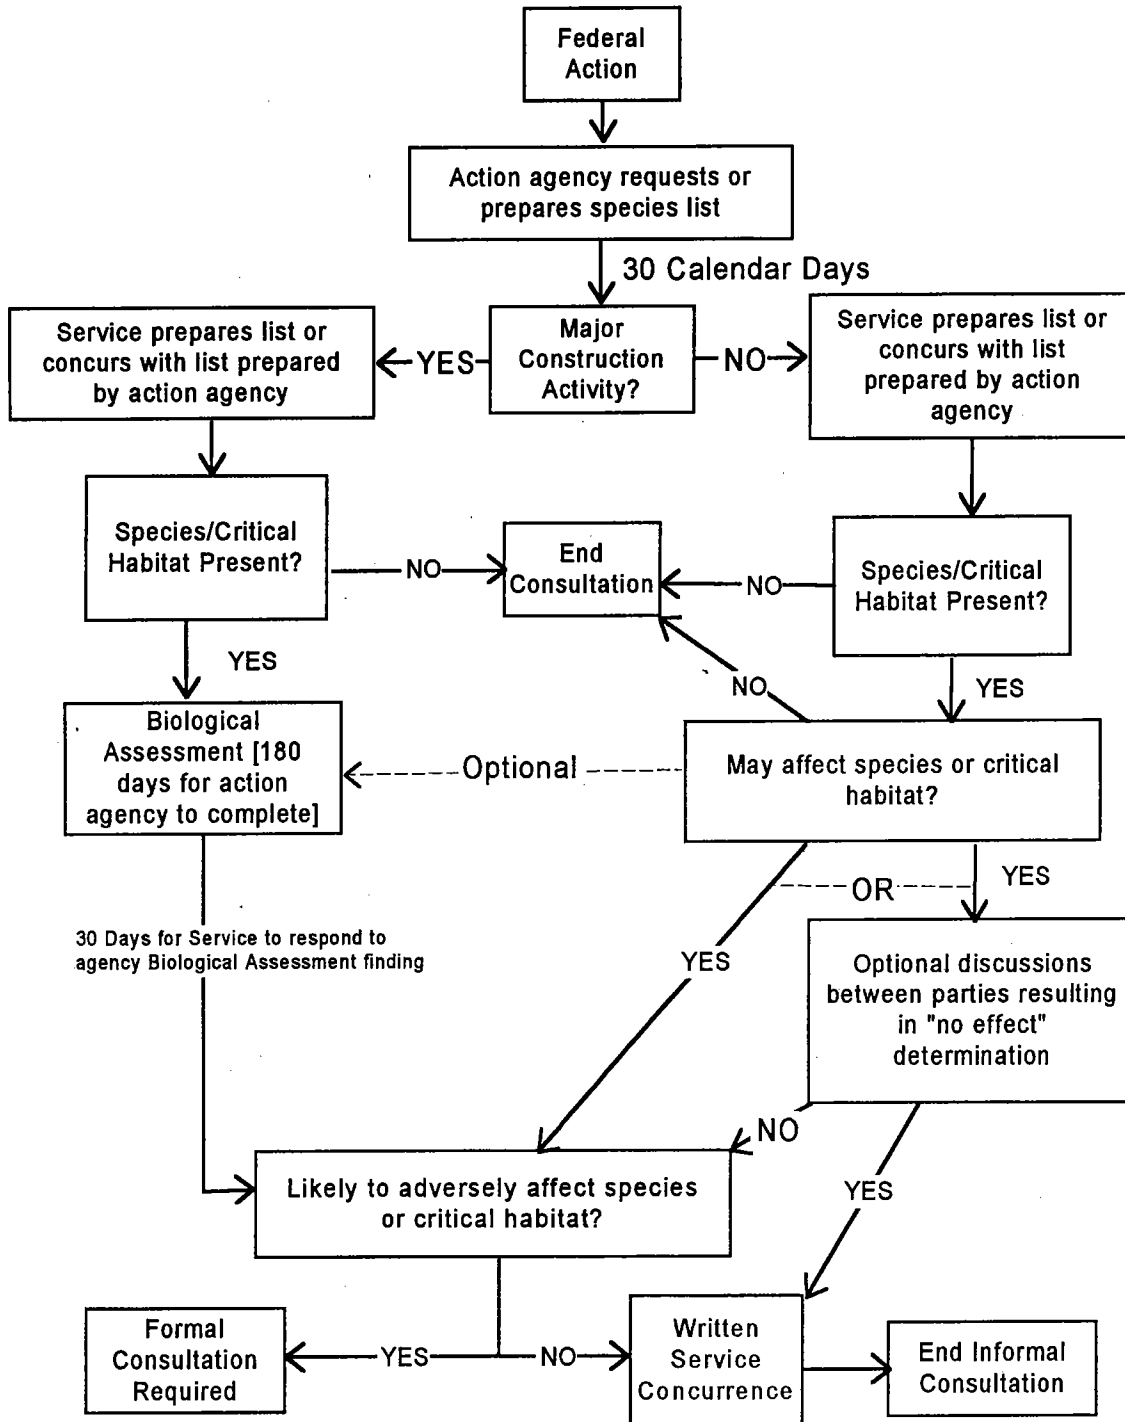 Federal
Action
Action agency requests or
prepares species list
30 Calendar Days
Service prepares list or
concurs with list prepared
by action agency
YES
Major
Construction
Activity?
NO
Service prepares list or
concurs with list
prepared by action
agency
Species/Critical
Habitat Present?
NO
End
Consultation
NO
Species/Critical
Habitat Present?
YES
NO
YES
Biological
Assessment [180
days for action
agency to complete]
Optional
May affect species or critical
habitat?
OR
YES
30 Days for Service to respond to
agency Biological Assessment finding
YES
Optional discussions
between parties resulting
in "no effect"
determination
NO
YES
Likely to adversely affect species
or critical habitat?
Formal
Consultation
Required
YES
NO
Written
Service
Concurrence
End Informal
Consultation